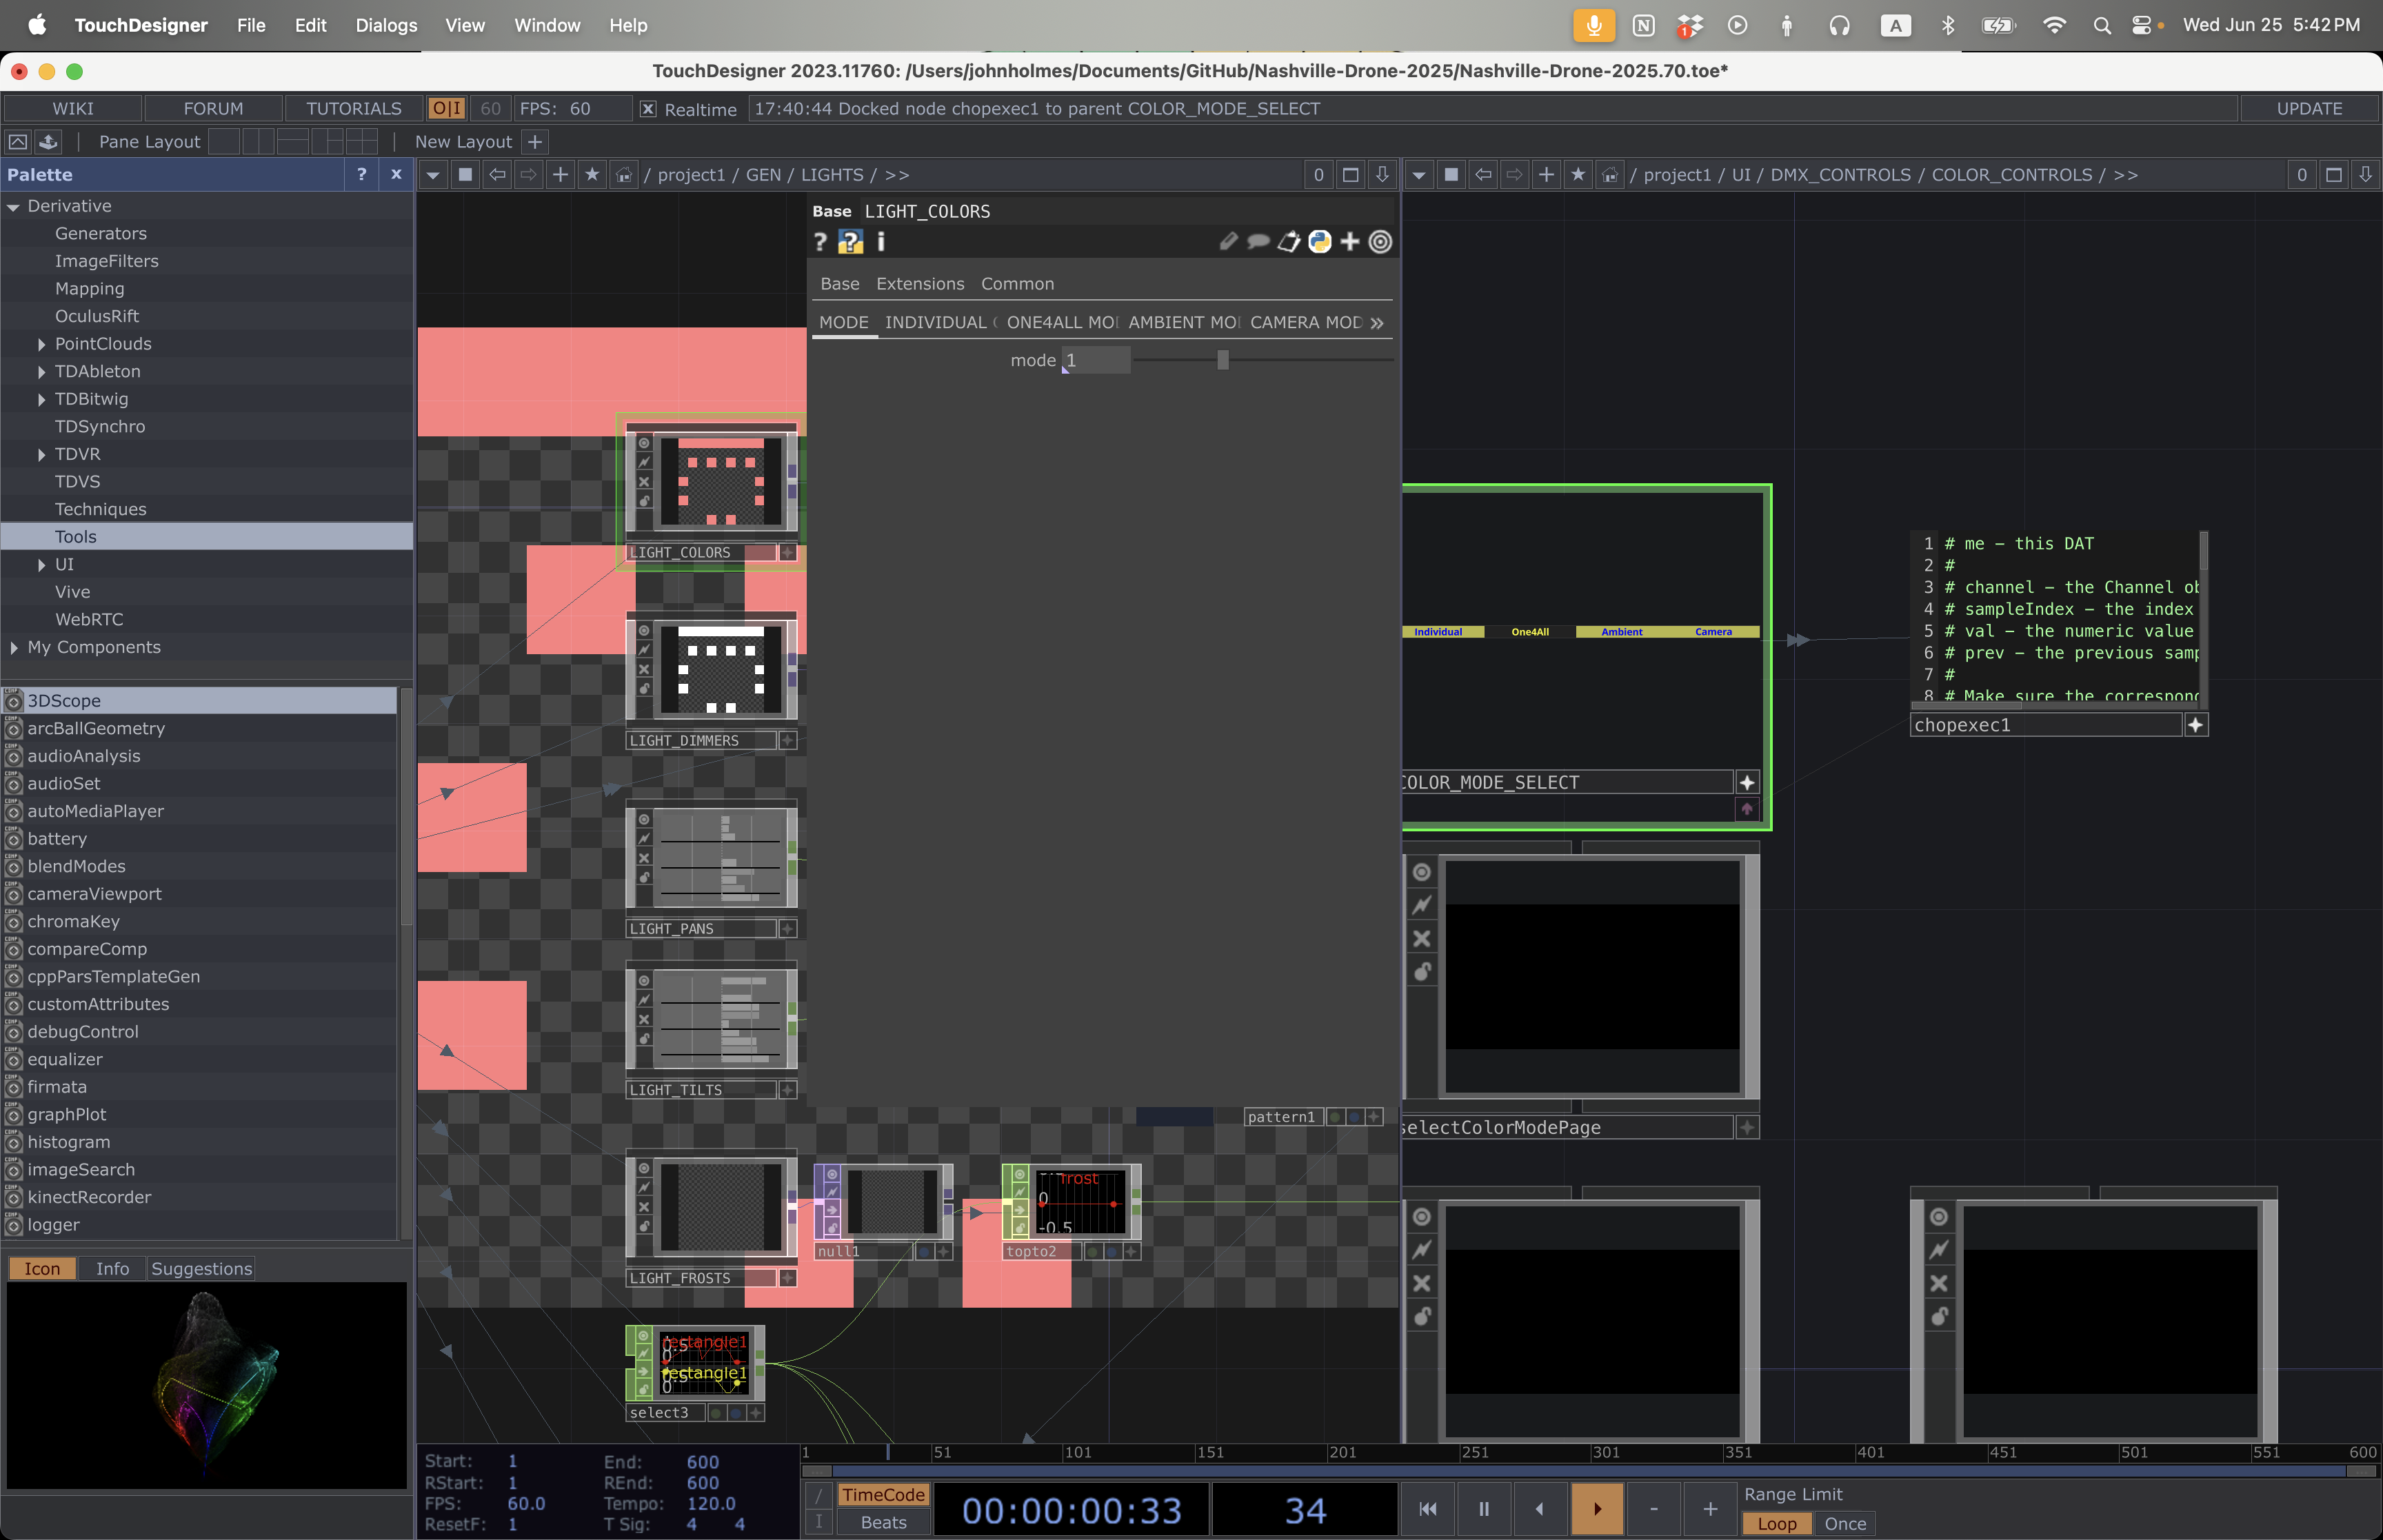 TouchDesigner File Edit Dialogs View Window Help
1 A Wed Jun 25 5:42 PM
TouchDesigner 2023.11760: /Users/johnholmes/Documents/GitHub/Nashville-Drone-2025/Nashville-Drone-2025.70.toe*
WIKI FORUM TUTORIALS O|I 60 FPS: 60 Realtime 17:40:44 Docked node chopexec1 to parent COLOR_MODE_SELECT UPDATE
Pane Layout New Layout +
Palette ? x
/ project1 / GEN / LIGHTS / >> 0
/ project1 / UI / DMX_CONTROLS / COLOR_CONTROLS / >> 0
Derivative
Generators
ImageFilters
Mapping
OculusRift
PointClouds
TDAbleton
TDBitwig
TDSynchro
TDVR
TDVS
Techniques
Tools
UI
Vive
WebRTC
My Components
3DScope
arcBallGeometry
audioAnalysis
audioSet
autoMediaPlayer
battery
blendModes
cameraViewport
chromaKey
compareComp
cppParsTemplateGen
customAttributes
debugControl
equalizer
firmata
graphPlot
histogram
imageSearch
kinectRecorder
logger
Icon Info Suggestions
Base LIGHT_COLORS
? ? i
Base Extensions Common
MODE INDIVIDUAL ( ONE4ALL MO AMBIENT MO CAMERA MOD
mode 1
LIGHT_COLORS
LIGHT_DIMMERS
LIGHT_PANS
LIGHT_TILTS
LIGHT_FROSTS
null1
frost
0
-0.5
topto2
pattern1
rectangle1
0.5
0
rectangle1
0.5
0
select3
Individual One4All Ambient Camera
COLOR_MODE_SELECT
selectColorModePage
1 # me – this DAT
2 #
3 # channel – the Channel ob
4 # sampleIndex – the index
5 # val – the numeric value
6 # prev – the previous samp
7 #
8 # Make sure the correspond
chopexec1
Start: 1 End: 600
RStart: 1 REnd: 600
FPS: 60.0 Tempo: 120.0
ResetF: 1 T Sig: 4 4
1 51 101 151 201 251 301 351 401 451 501 551 600
/ TimeCode
I Beats
00:00:00:33 34
- +
Range Limit
Loop Once